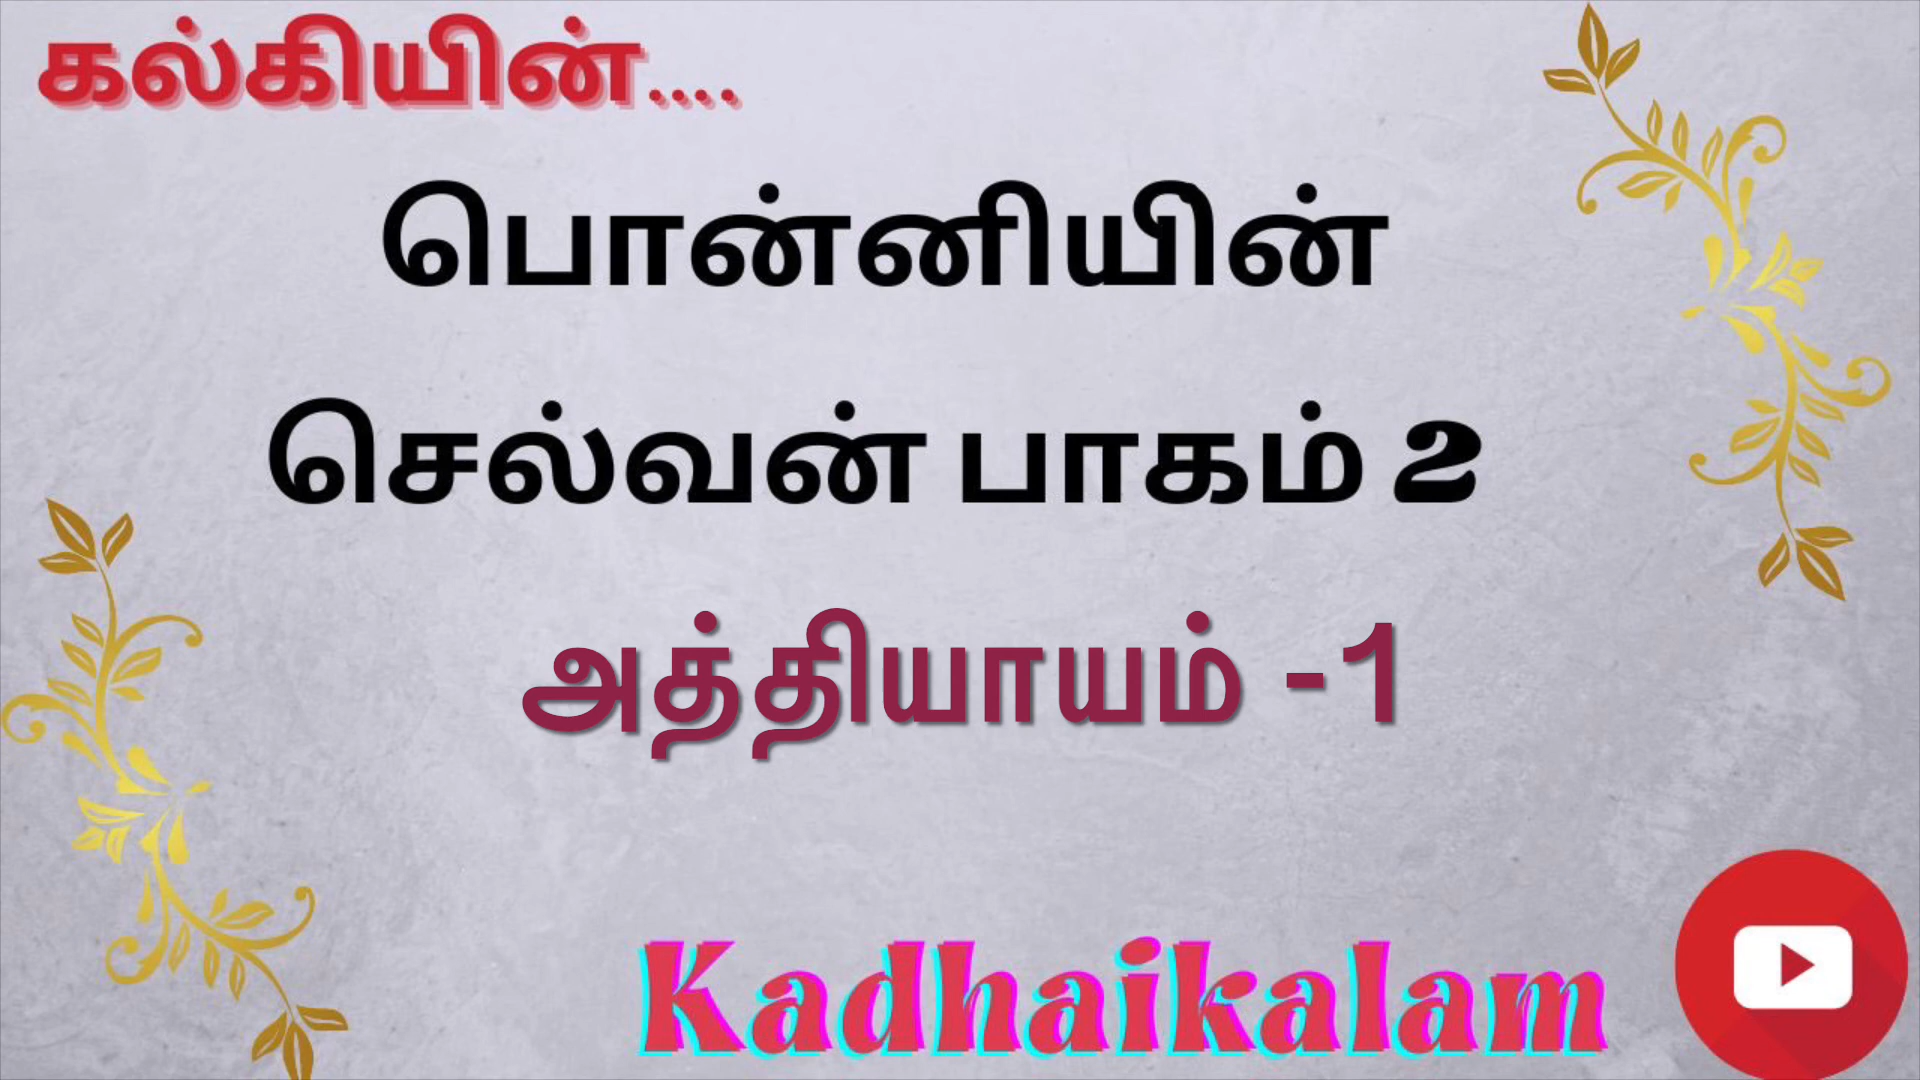 கல்கியின்....
பொன்னியின்
செல்வன் பாகம் 2
அத்தியாயம் -1
Kadhaikalam